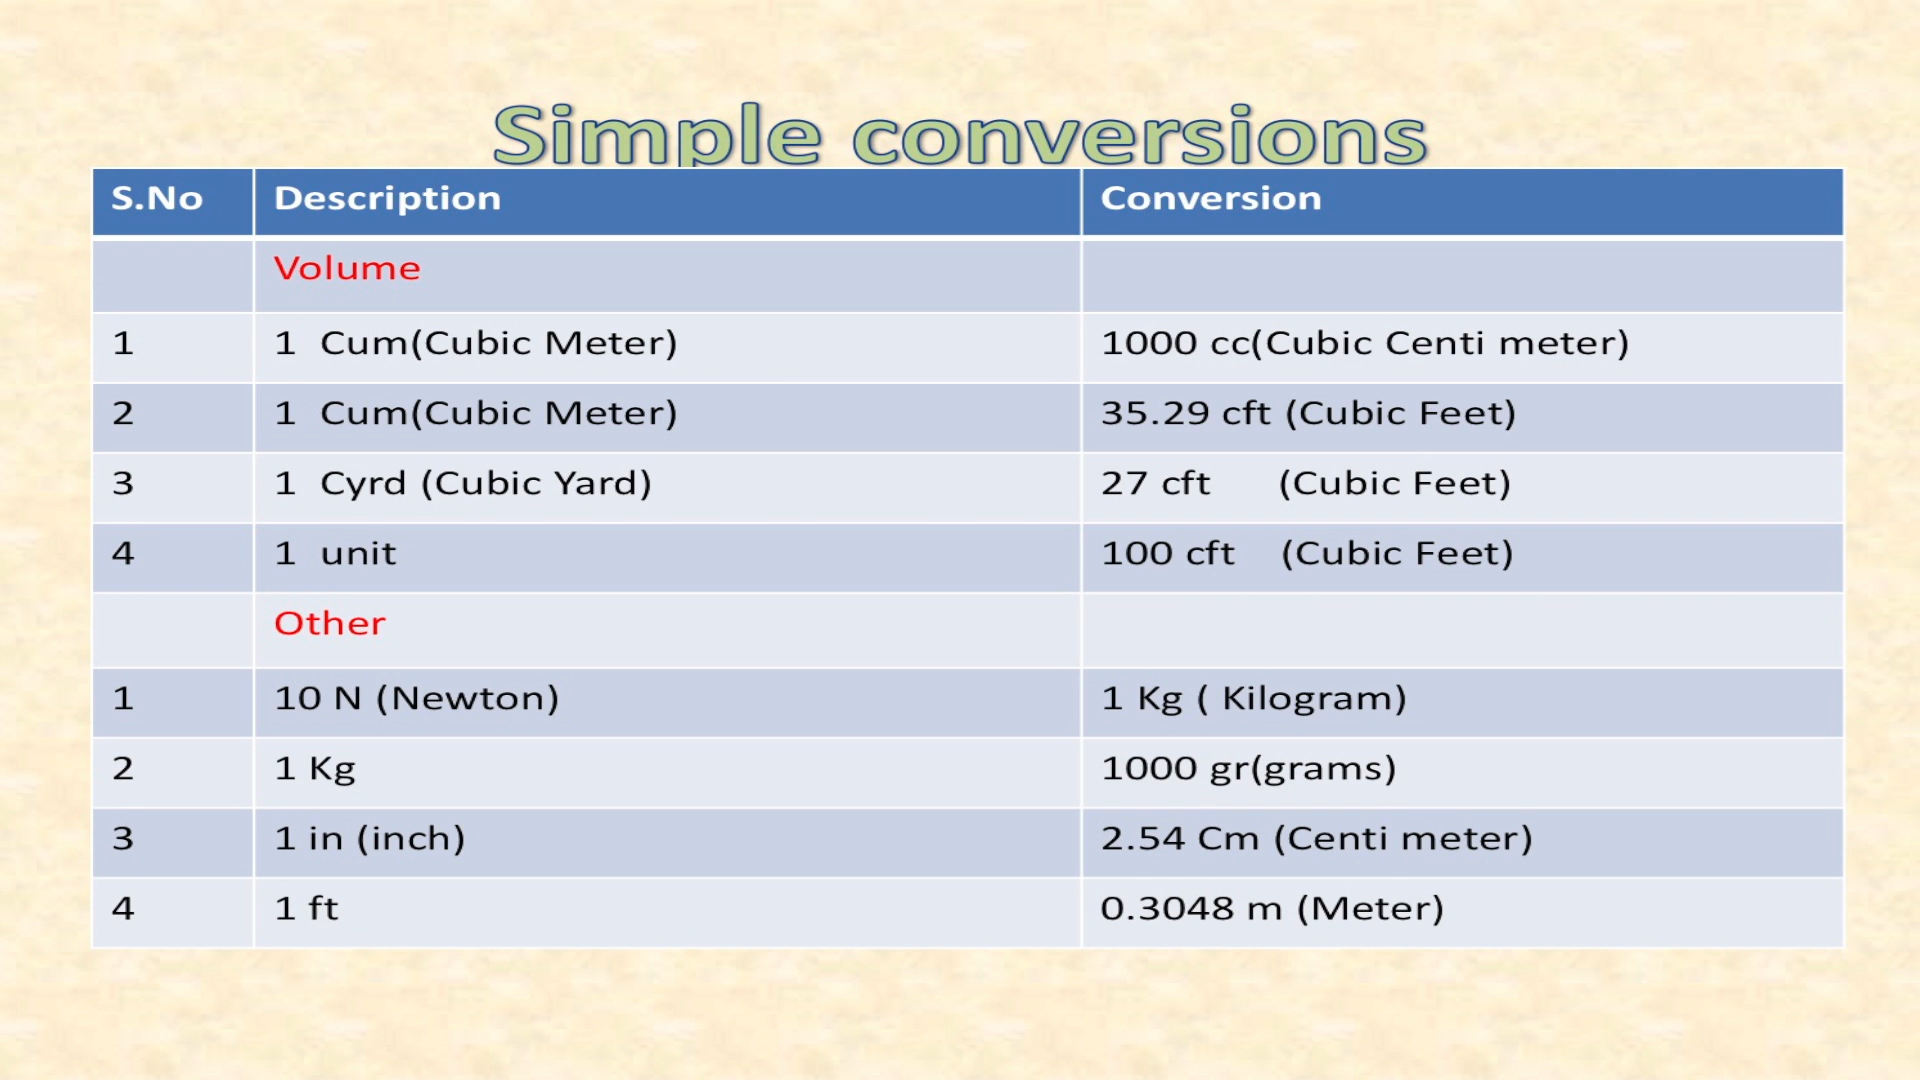 Simple conversions
S.No Description Conversion
Volume
1 1 Cum(Cubic Meter) 1000 cc(Cubic Centi meter)
2 1 Cum(Cubic Meter) 35.29 cft (Cubic Feet)
3 1 Cyrd (Cubic Yard) 27 cft (Cubic Feet)
4 1 unit 100 cft (Cubic Feet)
Other
1 10 N (Newton) 1 Kg ( Kilogram)
2 1 Kg 1000 gr(grams)
3 1 in (inch) 2.54 Cm (Centi meter)
4 1 ft 0.3048 m (Meter)